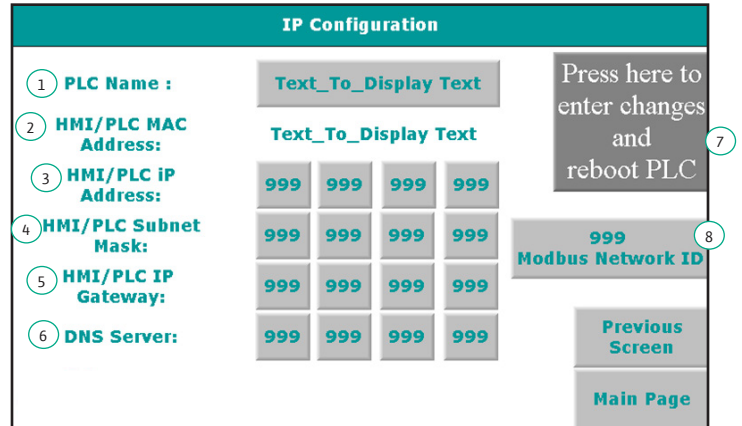 IP Configuration
1 PLC Name :
Text_To_Display Text
2 HMI/PLC MAC
Address:
Text_To_Display Text
3 HMI/PLC iP
Address:
999 999 999 999
4 HMI/PLC Subnet
Mask:
999 999 999 999
5 HMI/PLC IP
Gateway:
999 999 999 999
6 DNS Server:
999 999 999 999
Press here to
enter changes
and
reboot PLC
7
999
Modbus Network ID
8
Previous
Screen
Main Page